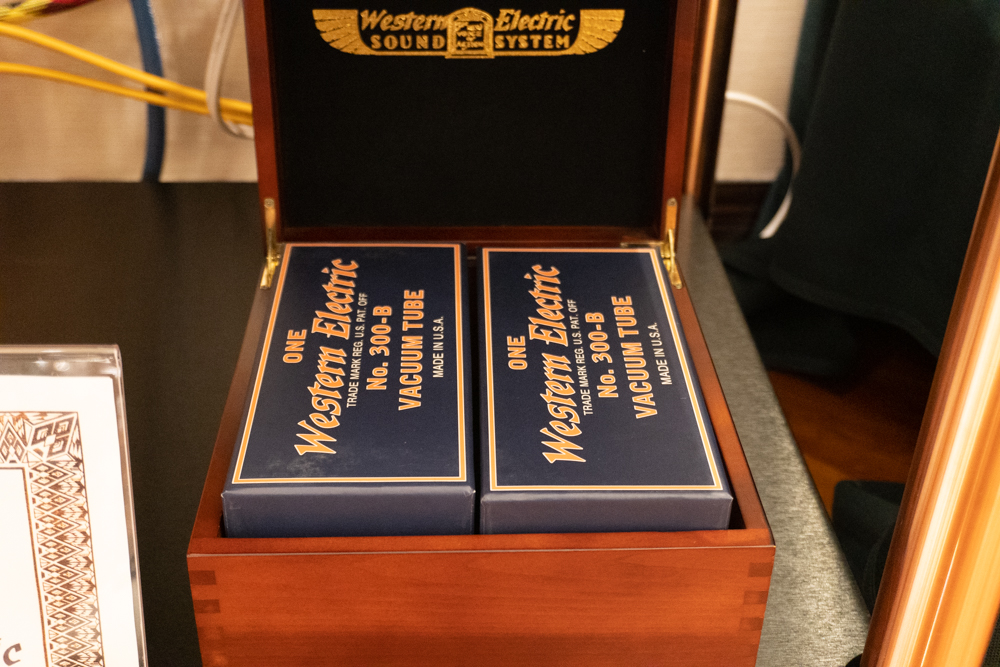 Western Electric
SOUND SYSTEM
ONE
Western Electric
TRADE MARK REG. U.S. PAT. OFF
No. 300-B
VACUUM TUBE
MADE IN U.S.A.
ONE
Western Electric
TRADE MARK REG. U.S. PAT. OFF
No. 300-B
VACUUM TUBE
MADE IN U.S.A.